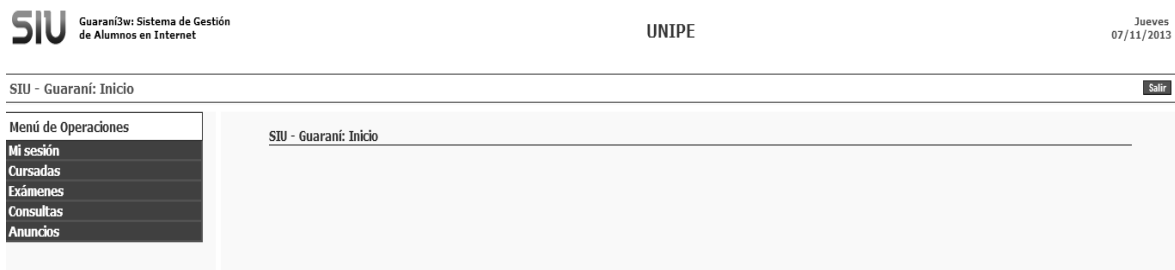 SIU
Guaraní3w: Sistema de Gestión
de Alumnos en Internet
UNIPE
Jueves
07/11/2013
SIU - Guaraní: Inicio
Salir
Menú de Operaciones
Mi sesión
Cursadas
Exámenes
Consultas
Anuncios
SIU - Guaraní: Inicio